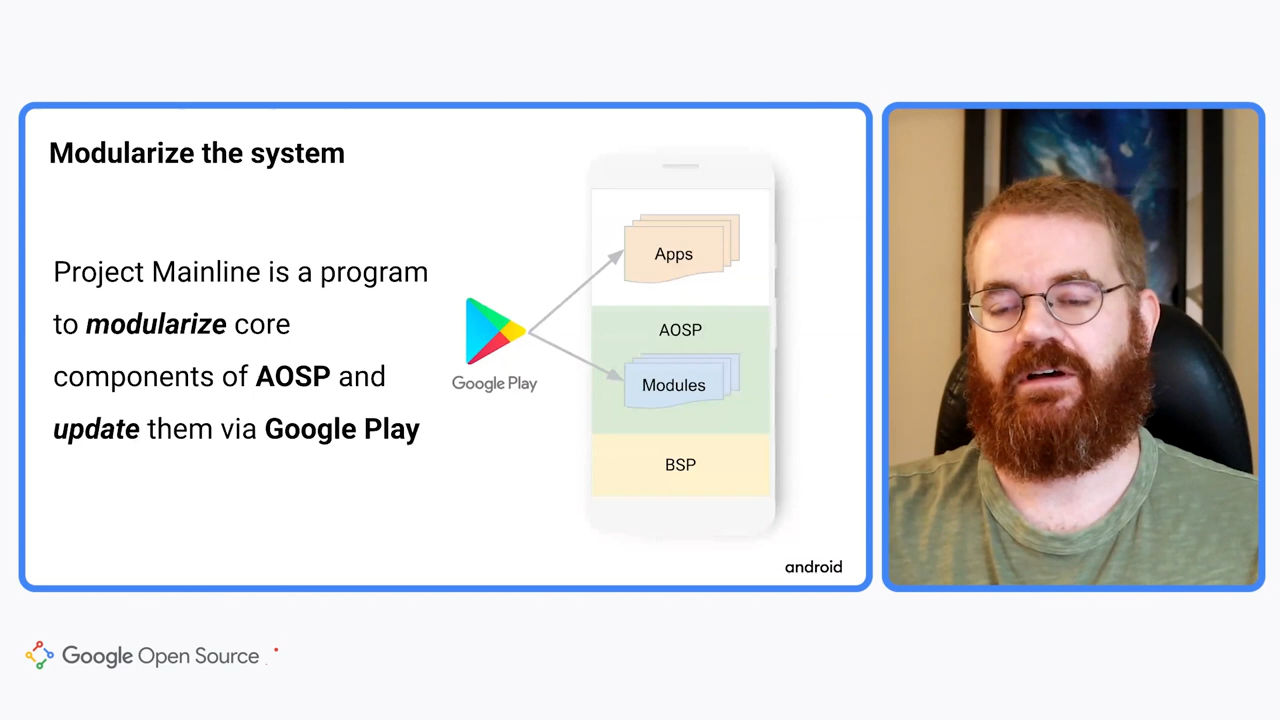 Modularize the system
Project Mainline is a program
to modularize core
components of AOSP and
update them via Google Play
Google Play
Apps
AOSP
Modules
BSP
android
Google Open Source